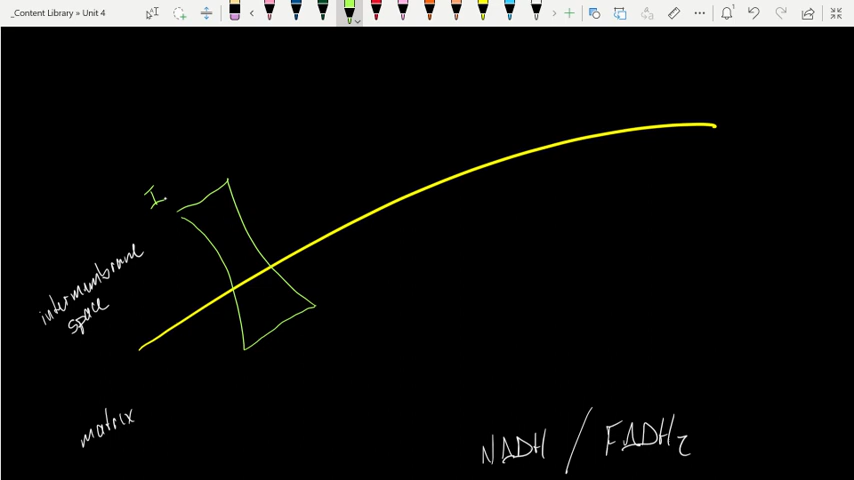 _Content Library » Unit 4
I.
intermembrane
space
matrix
NADH / FADH₂